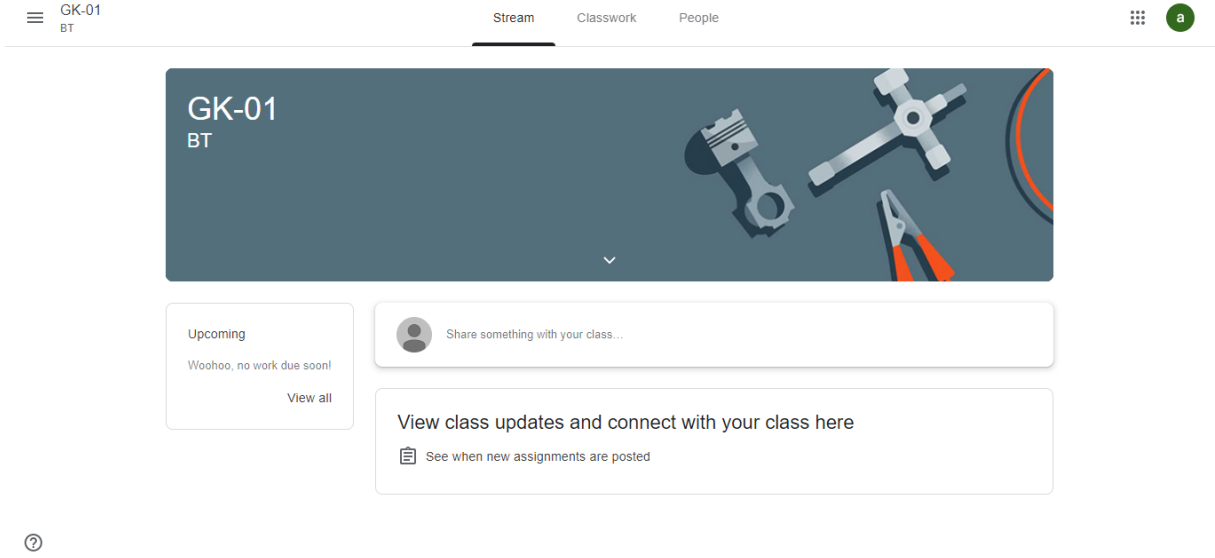 GK-01
BT
Stream
Classwork
People
a
GK-01
BT
Upcoming
Woohoo, no work due soon!
View all
Share something with your class...
View class updates and connect with your class here
See when new assignments are posted
?